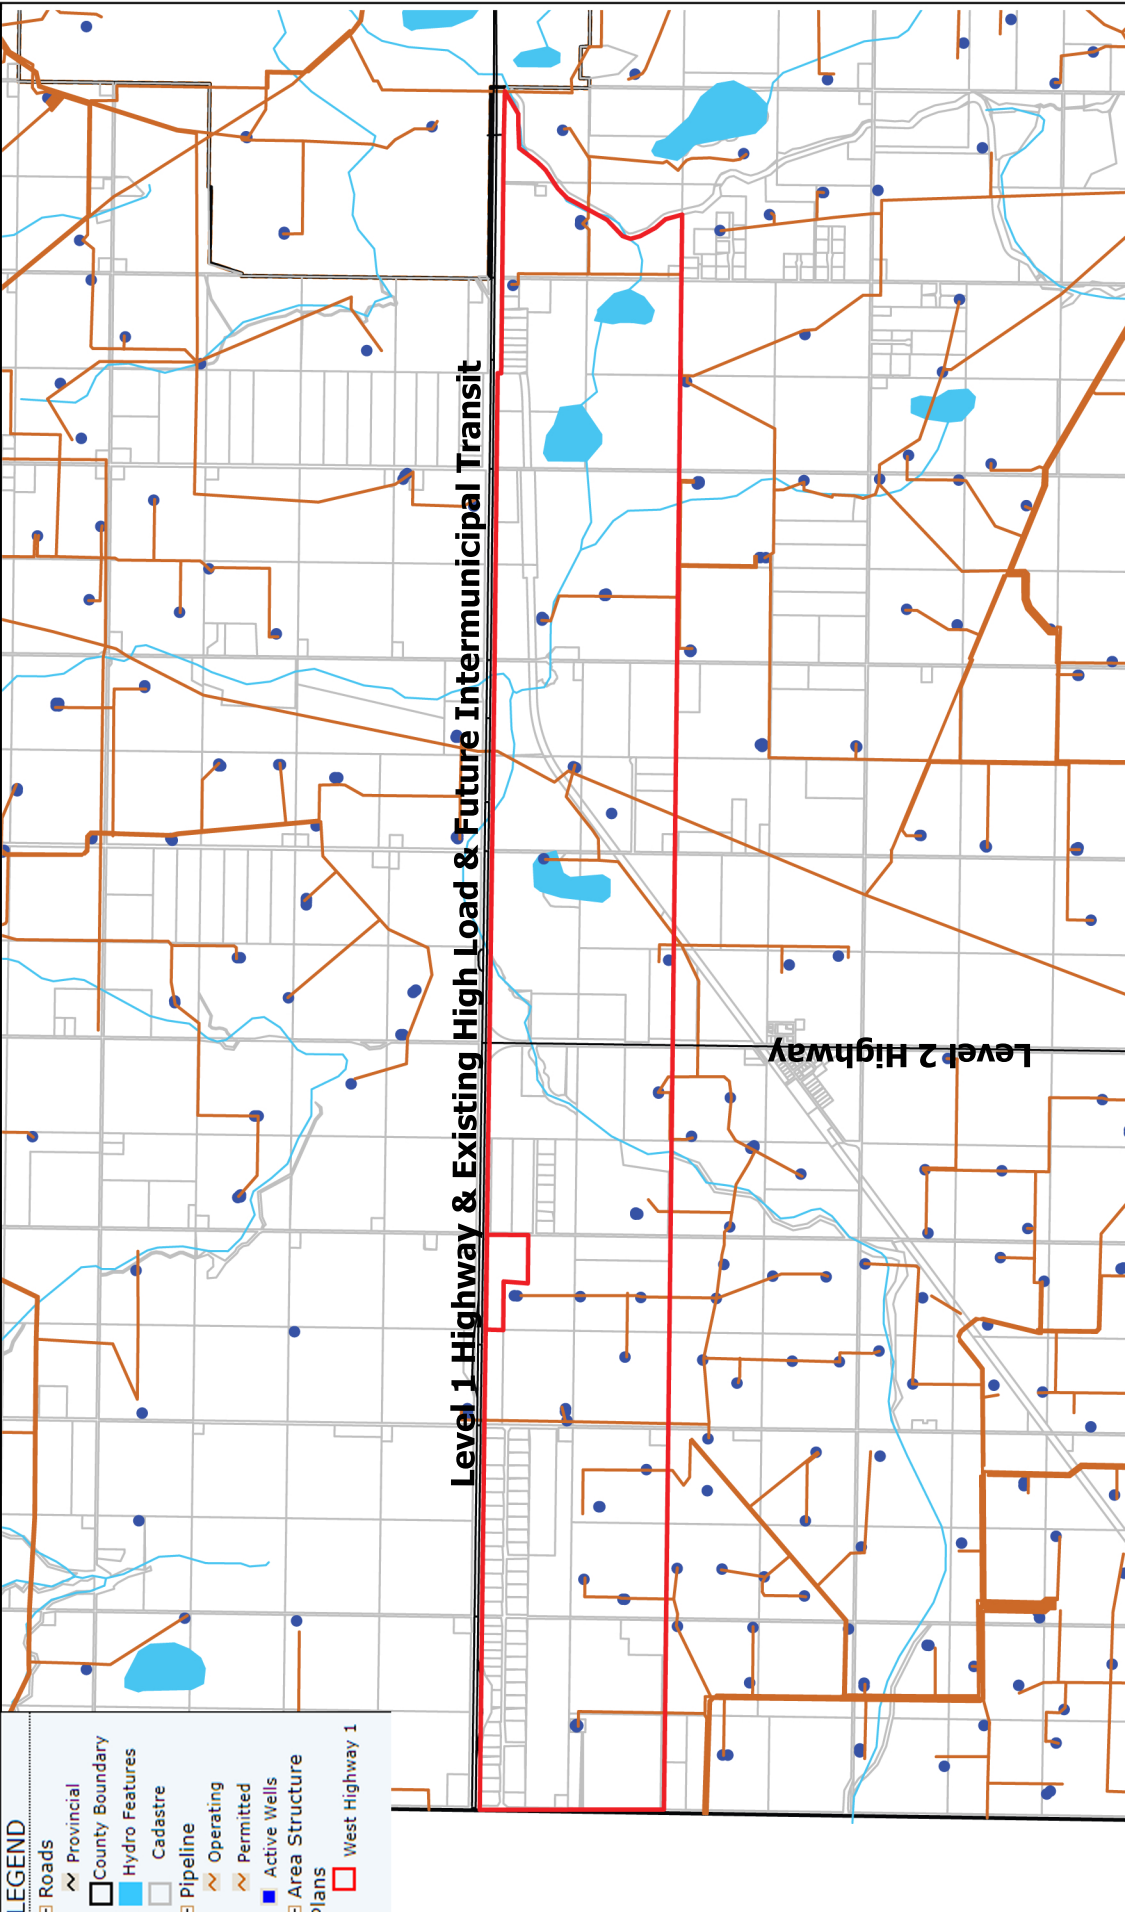 Level 1 Highway & Existing High Load & Future Intermunicipal Transit
Level 2 Highway
LEGEND
Roads
Provincial
County Boundary
Hydro Features
Cadastre
Pipeline
Operating
Permitted
Active Wells
Area Structure
Plans
West Highway 1